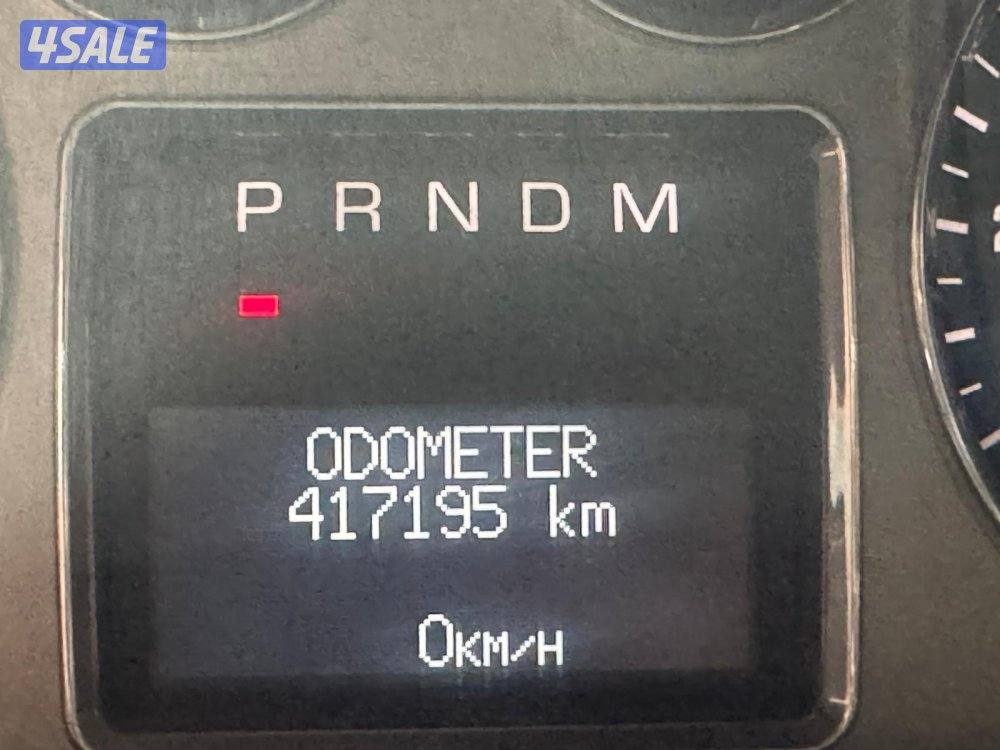 4SALE
P R N D M
ODOMETER
417195 km
0KM/H